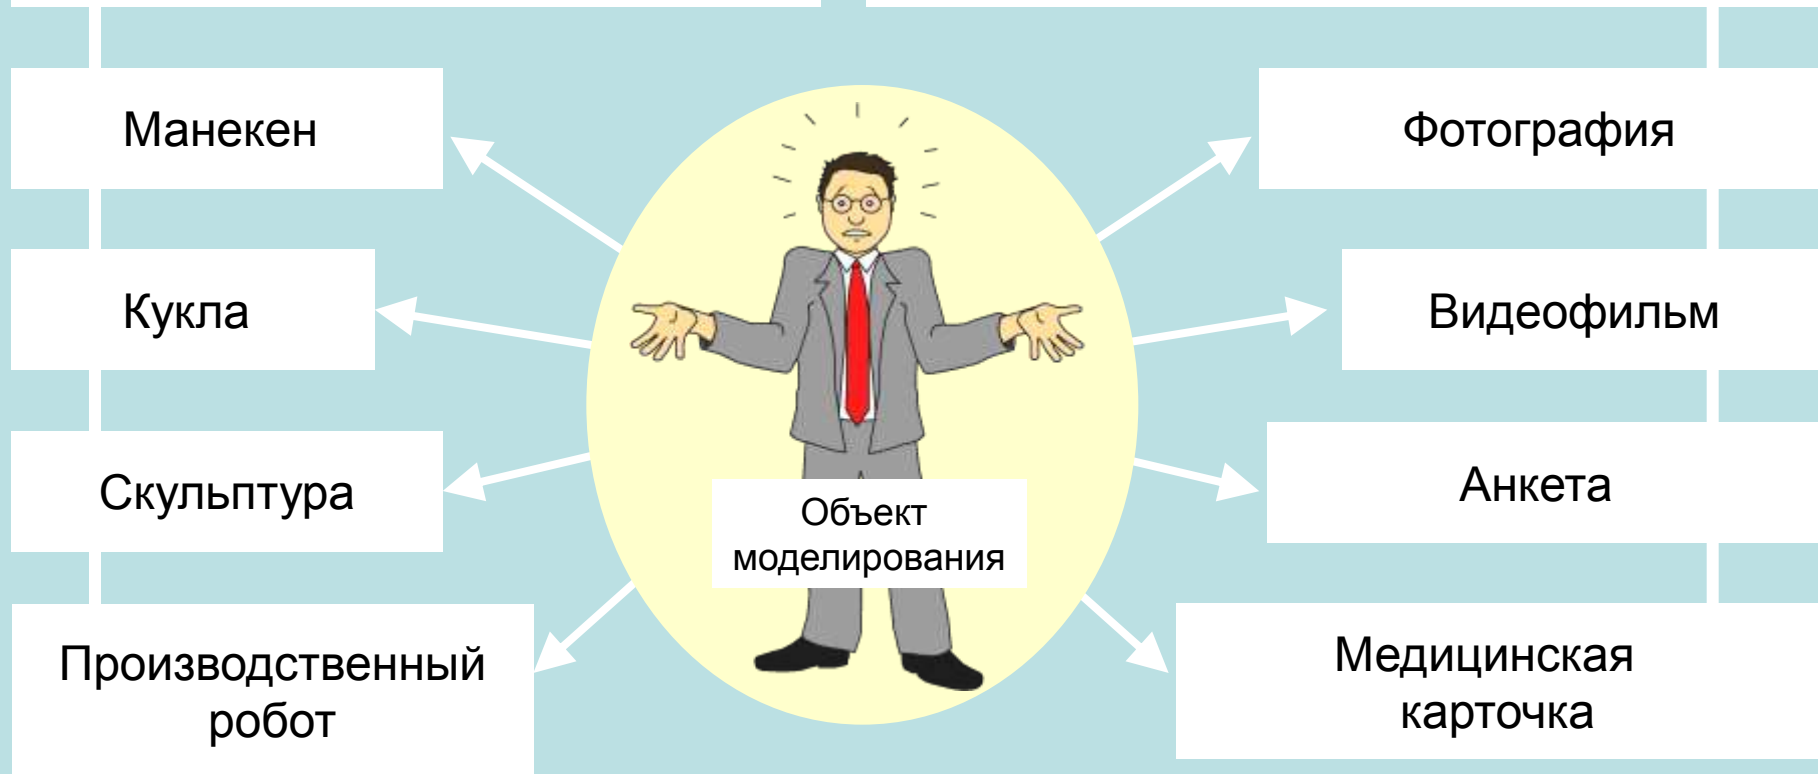 Манекен
Кукла
Скульптура
Производственный
робот
Объект
моделирования
Фотография
Видеофильм
Анкета
Медицинская
карточка